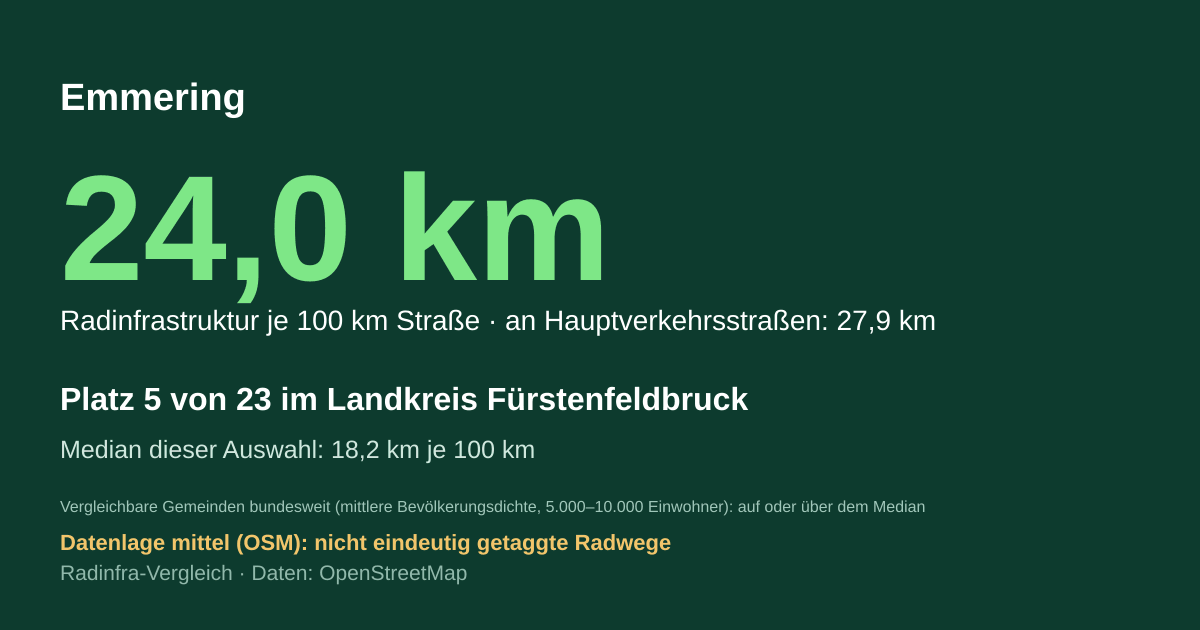 Emmering
24,0 km
Radinfrastruktur je 100 km Straße · an Hauptverkehrsstraßen: 27,9 km
Platz 5 von 23 im Landkreis Fürstenfeldbruck
Median dieser Auswahl: 18,2 km je 100 km
Vergleichbare Gemeinden bundesweit (mittlere Bevölkerungsdichte, 5.000–10.000 Einwohner): auf oder über dem Median
Datenlage mittel (OSM): nicht eindeutig getaggte Radwege
Radinfra-Vergleich · Daten: OpenStreetMap